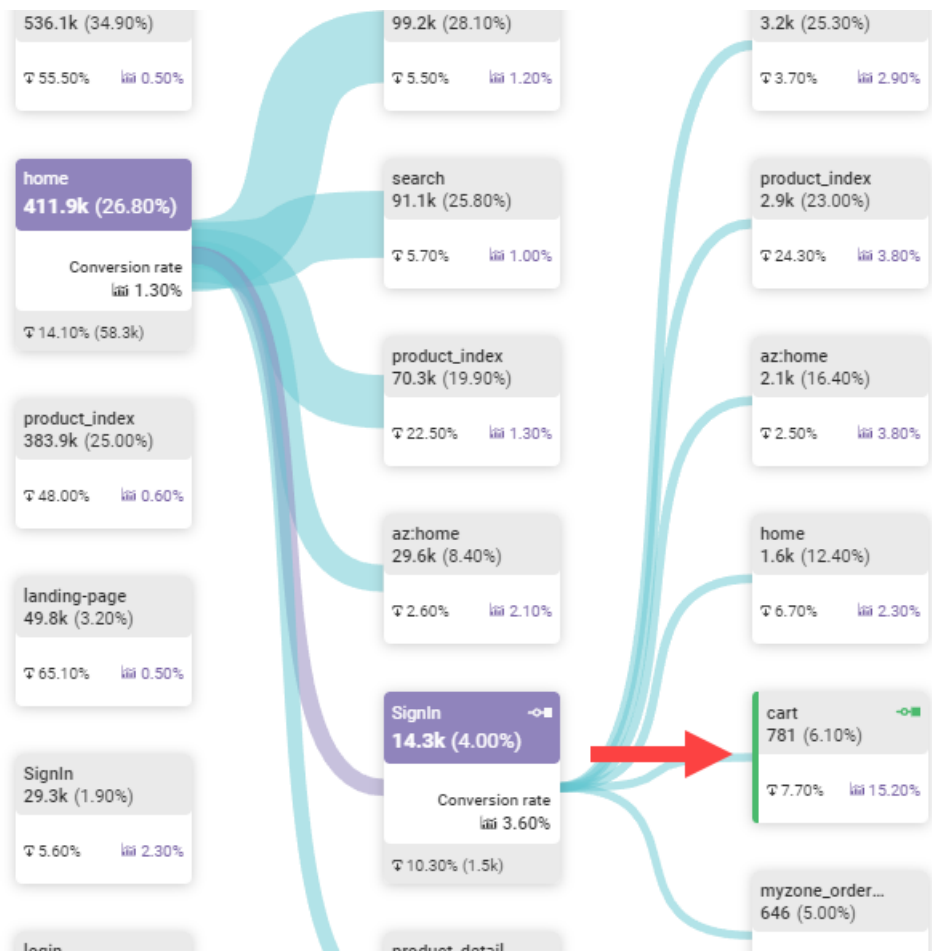 536.1k (34.90%)
55.50% 0.50%
home
411.9k (26.80%)
Conversion rate
1.30%
14.10% (58.3k)
product_index
383.9k (25.00%)
48.00% 0.60%
landing-page
49.8k (3.20%)
65.10% 0.50%
SignIn
29.3k (1.90%)
5.60% 2.30%
login
99.2k (28.10%)
5.50% 1.20%
search
91.1k (25.80%)
5.70% 1.00%
product_index
70.3k (19.90%)
22.50% 1.30%
az:home
29.6k (8.40%)
2.60% 2.10%
SignIn
14.3k (4.00%)
Conversion rate
3.60%
10.30% (1.5k)
product_detail
3.2k (25.30%)
3.70% 2.90%
product_index
2.9k (23.00%)
24.30% 3.80%
az:home
2.1k (16.40%)
2.50% 3.80%
home
1.6k (12.40%)
6.70% 2.30%
cart
781 (6.10%)
7.70% 15.20%
myzone_order...
646 (5.00%)